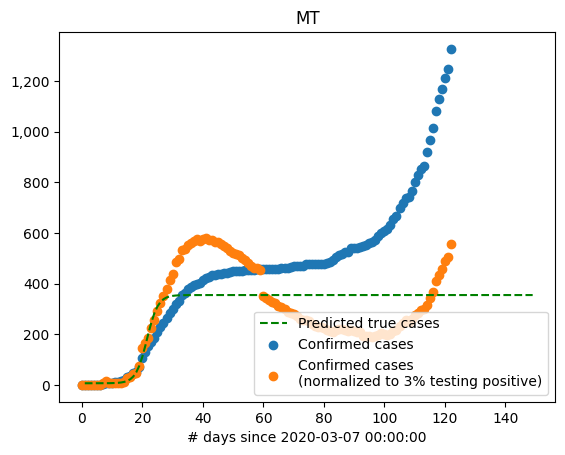 MT
1,200
1,000
800
600
400
200
0
Predicted true cases
Confirmed cases
Confirmed cases
(normalized to 3% testing positive)
0 20 40 60 80 100 120 140
# days since 2020-03-07 00:00:00